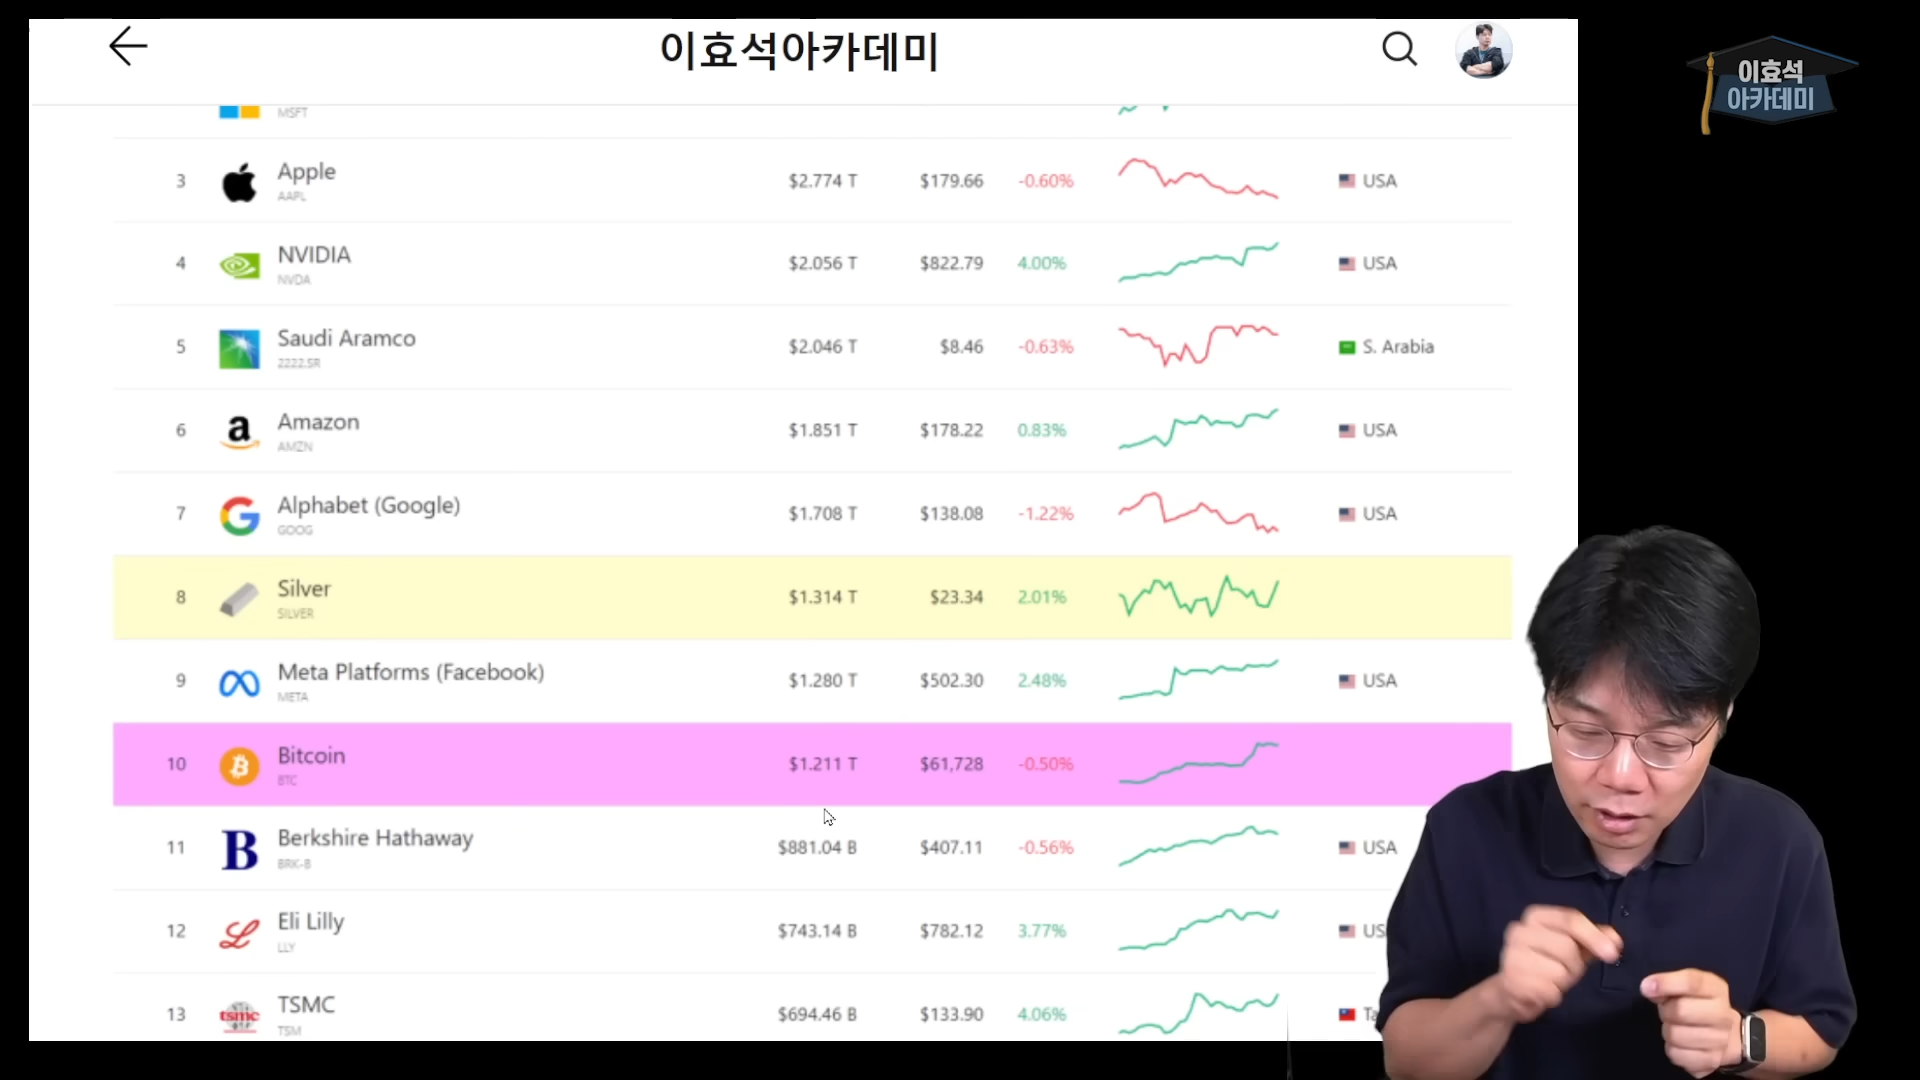 이효석아카데미
이효석
아카데미
MSFT
3 Apple $2.774 T $179.66 -0.60% USA
AAPL
4 NVIDIA $2.056 T $822.79 4.00% USA
NVDA
5 Saudi Aramco $2.046 T $8.46 -0.63% S. Arabia
2222.SR
6 Amazon $1.851 T $178.22 0.83% USA
AMZN
7 Alphabet (Google) $1.708 T $138.08 -1.22% USA
GOOG
8 Silver $1.314 T $23.34 2.01%
SILVER
9 Meta Platforms (Facebook) $1.280 T $502.30 2.48% USA
META
10 Bitcoin $1.211 T $61,728 -0.50%
BTC
11 Berkshire Hathaway $881.04 B $407.11 -0.56% USA
BRK-B
12 Eli Lilly $743.14 B $782.12 3.77% US
LLY
13 tsmc TSMC $694.46 B $133.90 4.06% Ta
TSM